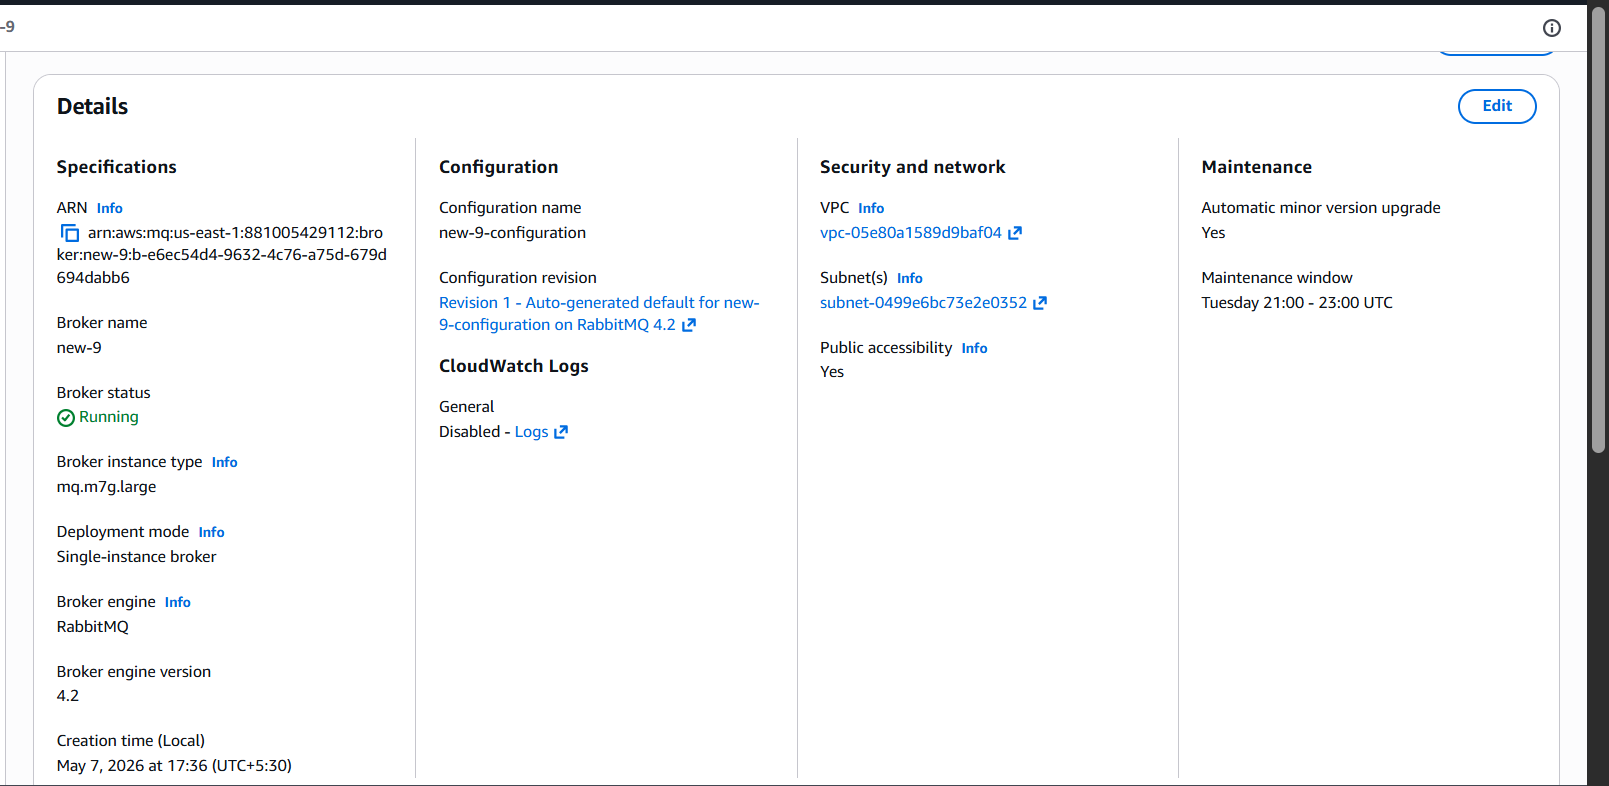 -9
Details
Edit
Specifications
ARN Info
arn:aws:mq:us-east-1:881005429112:bro
ker:new-9:b-e6ec54d4-9632-4c76-a75d-679d
694dabb6
Broker name
new-9
Broker status
Running
Broker instance type Info
mq.m7g.large
Deployment mode Info
Single-instance broker
Broker engine Info
RabbitMQ
Broker engine version
4.2
Creation time (Local)
May 7, 2026 at 17:36 (UTC+5:30)
Configuration
Configuration name
new-9-configuration
Configuration revision
Revision 1 - Auto-generated default for new-
9-configuration on RabbitMQ 4.2
CloudWatch Logs
General
Disabled - Logs
Security and network
VPC Info
vpc-05e80a1589d9baf04
Subnet(s) Info
subnet-0499e6bc73e2e0352
Public accessibility Info
Yes
Maintenance
Automatic minor version upgrade
Yes
Maintenance window
Tuesday 21:00 - 23:00 UTC